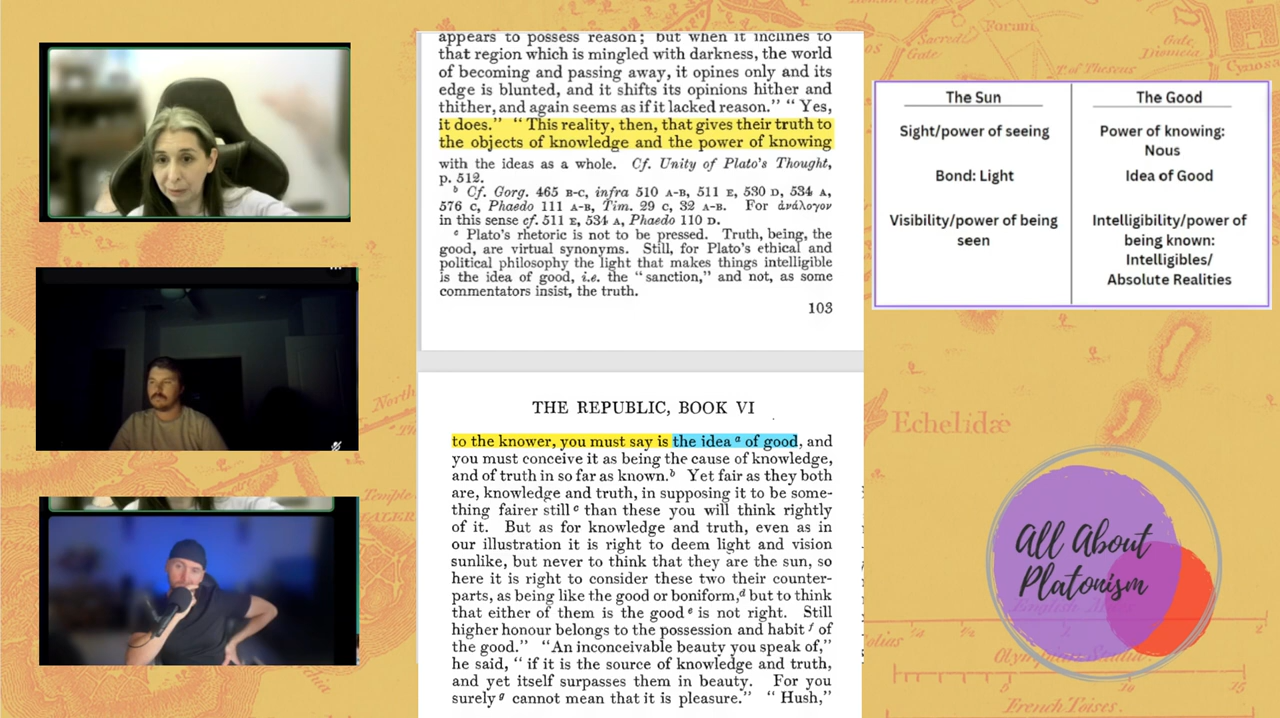 appears to possess reason; but when it inclines to
that region which is mingled with darkness, the world
of becoming and passing away, it opines only and its
edge is blunted, and it shifts its opinions hither and
thither, and again seems as if it lacked reason." "Yes,
it does." "This reality, then, that gives their truth to
the objects of knowledge and the power of knowing
with the ideas as a whole. Cf. Unity of Plato's Thought,
p. 512.
b Cf. Gorg. 465 B-C, infra 510 A-B, 511 E, 530 D, 534 A,
576 C, Phaedo 111 A-B, Tim. 29 C, 32 A-B. For ἀνάλογον
in this sense cf. 511 E, 534 A, Phaedo 110 D.
c Plato's rhetoric is not to be pressed. Truth, being, the
good, are virtual synonyms. Still, for Plato's ethical and
political philosophy the light that makes things intelligible
is the idea of good, i.e. the "sanction," and not, as some
commentators insist, the truth.
103
THE REPUBLIC, BOOK VI
to the knower, you must say is the idea a of good, and
you must conceive it as being the cause of knowledge,
and of truth in so far as known.b Yet fair as they both
are, knowledge and truth, in supposing it to be some-
thing fairer still c than these you will think rightly
of it. But as for knowledge and truth, even as in
our illustration it is right to deem light and vision
sunlike, but never to think that they are the sun, so
here it is right to consider these two their counter-
parts, as being like the good or boniform,d but to think
that either of them is the good e is not right. Still
higher honour belongs to the possession and habit f of
the good." "An inconceivable beauty you speak of,"
he said, "if it is the source of knowledge and truth,
and yet itself surpasses them in beauty. For you
surely g cannot mean that it is pleasure." "Hush,"
The Sun
The Good
Sight/power of seeing
Power of knowing:
Nous
Bond: Light
Idea of Good
Visibility/power of being
seen
Intelligibility/power of
being known:
Intelligibles/
Absolute Realities
Forum
Sacred
Gate
Pt. of Theseus
Gate,
Diomeia
Cynosa
North
Echelidæ
All About
Platonism
Olympian Stadia
5
10
15
French Toises.